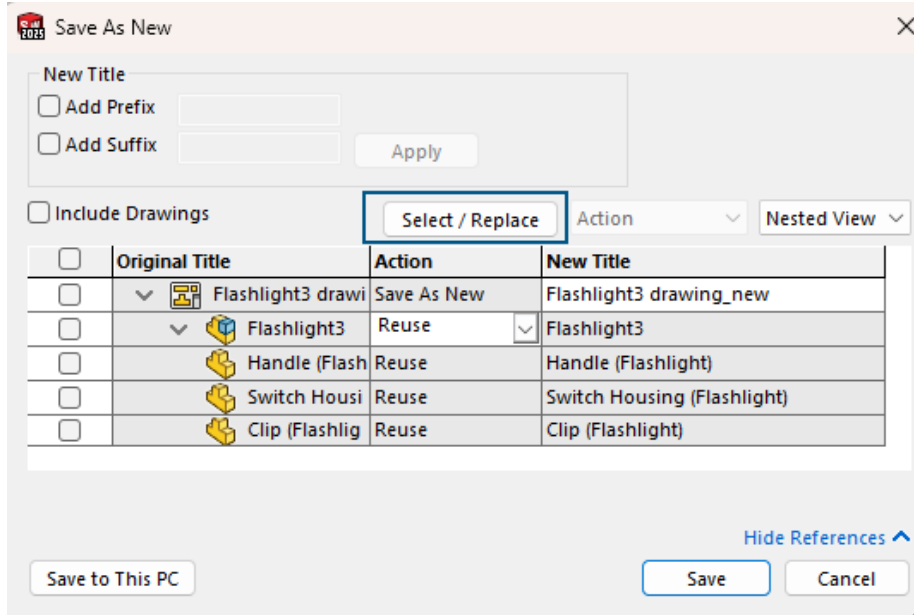 SW 2025 Save As New
New Title
Add Prefix
Add Suffix Apply
Include Drawings Select / Replace Action Nested View
Original Title Action New Title
Flashlight3 drawi Save As New Flashlight3 drawing_new
Flashlight3 Reuse Flashlight3
Handle (Flash Reuse Handle (Flashlight)
Switch Housi Reuse Switch Housing (Flashlight)
Clip (Flashlig Reuse Clip (Flashlight)
Hide References
Save to This PC Save Cancel